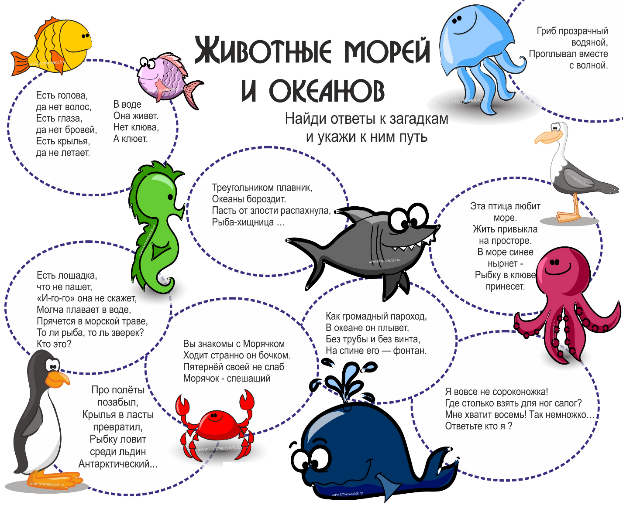 Животные морей
и океанов
Найди ответы к загадкам
и укажи к ним путь
Гриб прозрачный
водяной,
Проплывал вместе
с волной.
Есть голова,
да нет волос,
Есть глаза,
да нет бровей,
Есть крылья,
да не летает.
В воде
Она живет.
Нет клюва,
А клюет.
Треугольником плавник,
Океаны бороздит.
Пасть от злости распахнула,
Рыба-хищница ...
Эта птица любит
море.
Жить привыкла
на просторе.
В море синее
нырнет -
Рыбку в клюве
принесет.
Есть лошадка,
что не пашет,
«И-го-го» она не скажет,
Молча плавает в воде,
Прячется в морской траве,
То ли рыба, то ль зверек?
Кто это?
Вы знакомы с Морячком
Ходит странно он бочком.
Пятернёй своей не слаб
Морячок - спешащий
Как громадный пароход,
В океане он плывет.
Без трубы и без винта,
На спине его — фонтан.
Про полёты
позабыл,
Крылья в ласты
превратил,
Рыбку ловит
среди льдин
Антарктический...
Я вовсе не сороконожка!
Где столько взять для ног сапог?
Мне хватит восемь! Так немножко...
Ответьте кто я ?